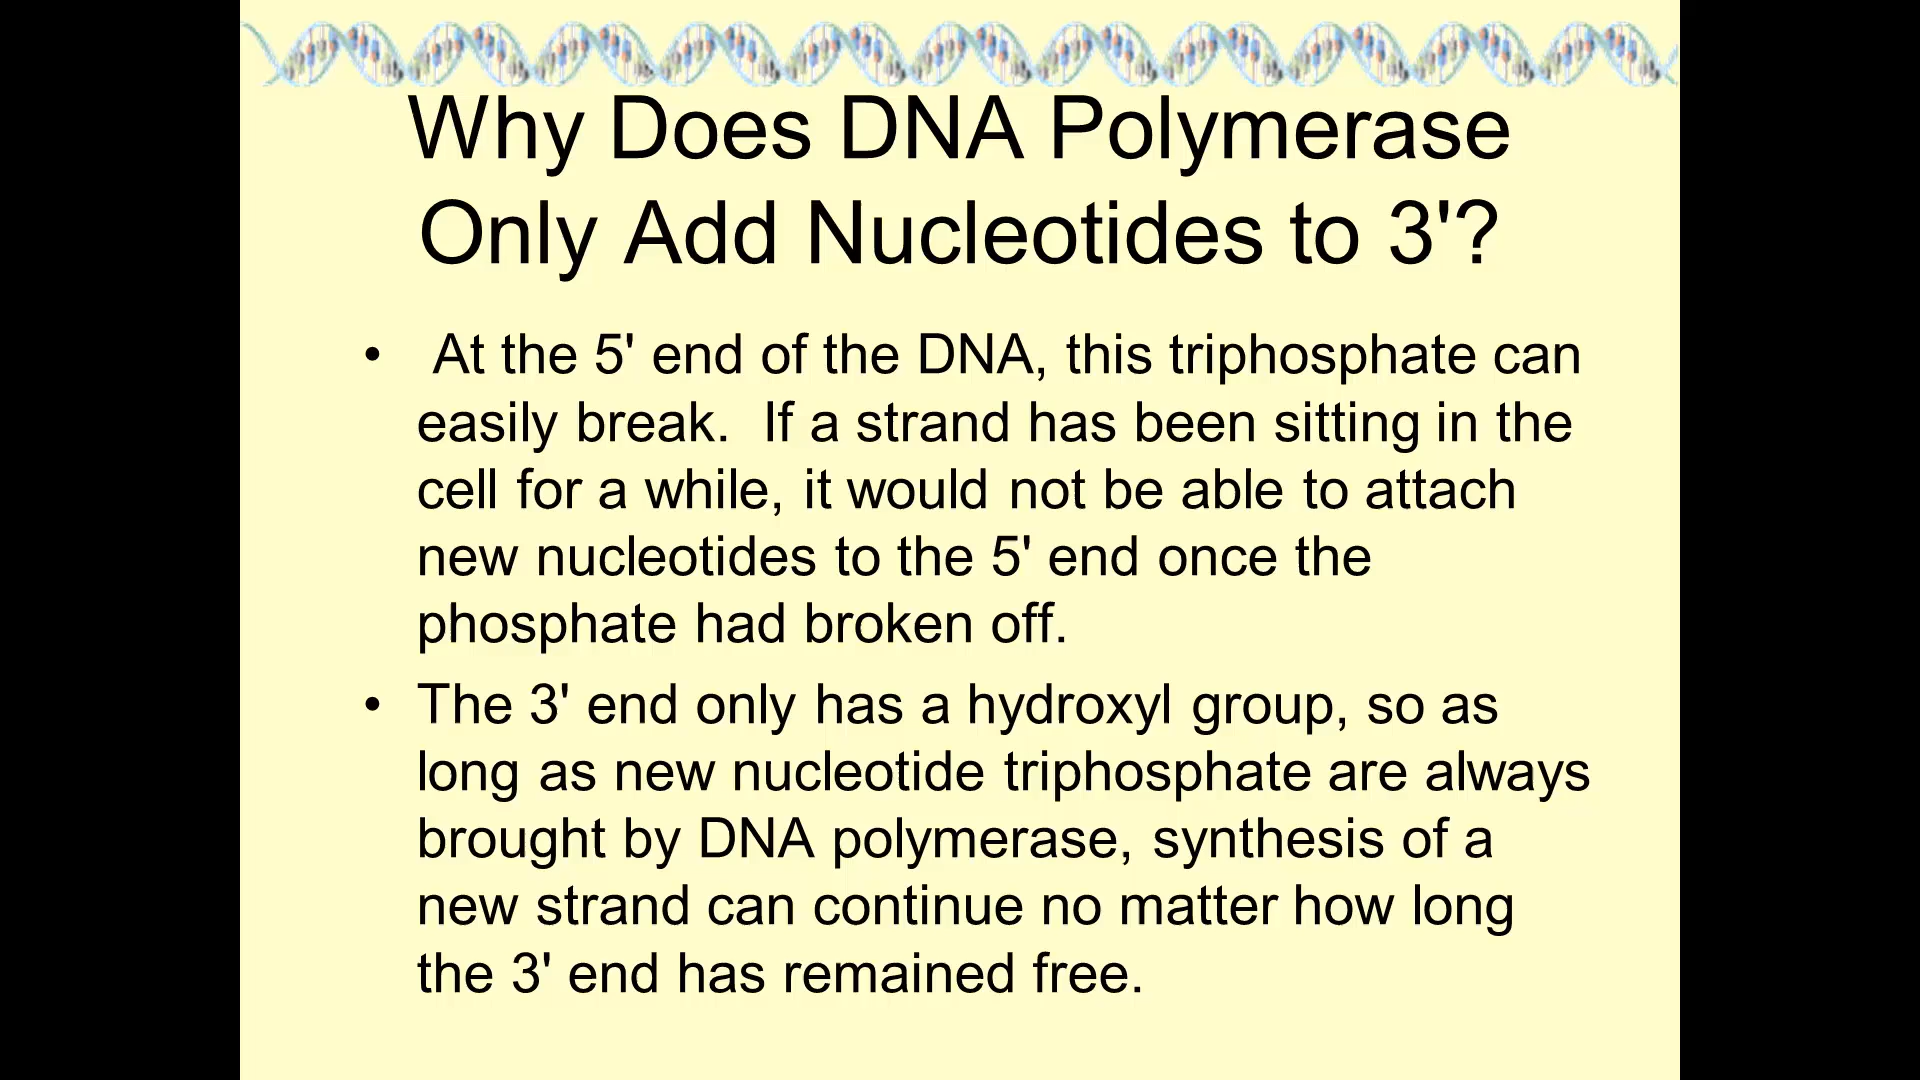 Why Does DNA Polymerase
Only Add Nucleotides to 3'?
• At the 5' end of the DNA, this triphosphate can
easily break. If a strand has been sitting in the
cell for a while, it would not be able to attach
new nucleotides to the 5' end once the
phosphate had broken off.
• The 3' end only has a hydroxyl group, so as
long as new nucleotide triphosphate are always
brought by DNA polymerase, synthesis of a
new strand can continue no matter how long
the 3' end has remained free.